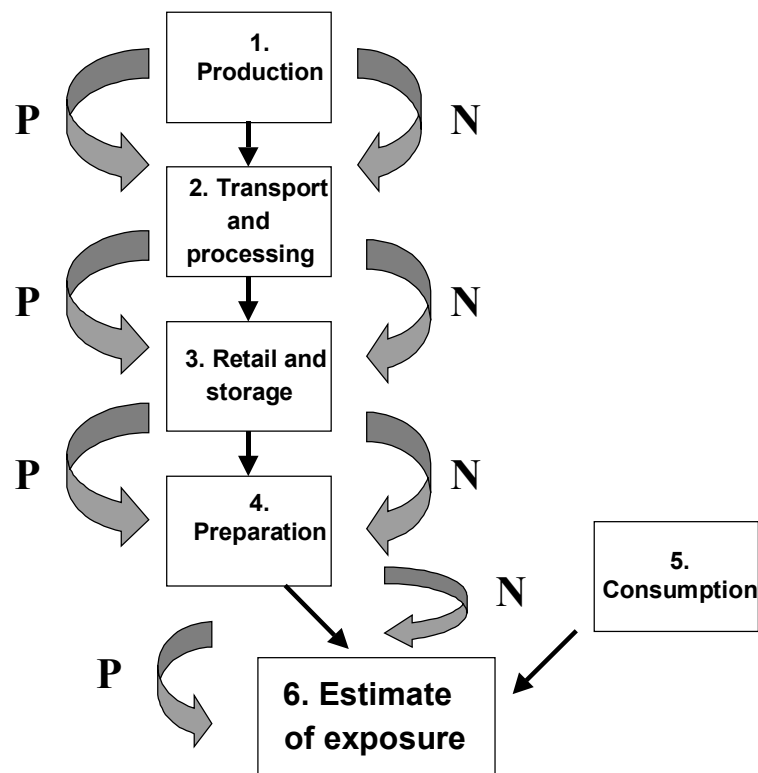 1.
Production
P
N
2. Transport
and
processing
P
N
3. Retail and
storage
P
N
4.
Preparation
5.
Consumption
N
P
6. Estimate
of exposure